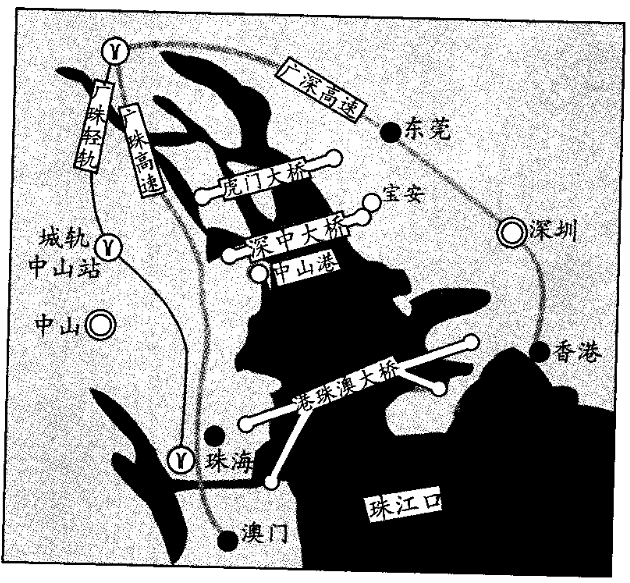 广深高速
广珠轻轨
广珠高速
东莞
虎门大桥
宝安
深中大桥
深圳
城轨
中山站
中山港
中山
香港
港珠澳大桥
珠海
珠江口
澳门